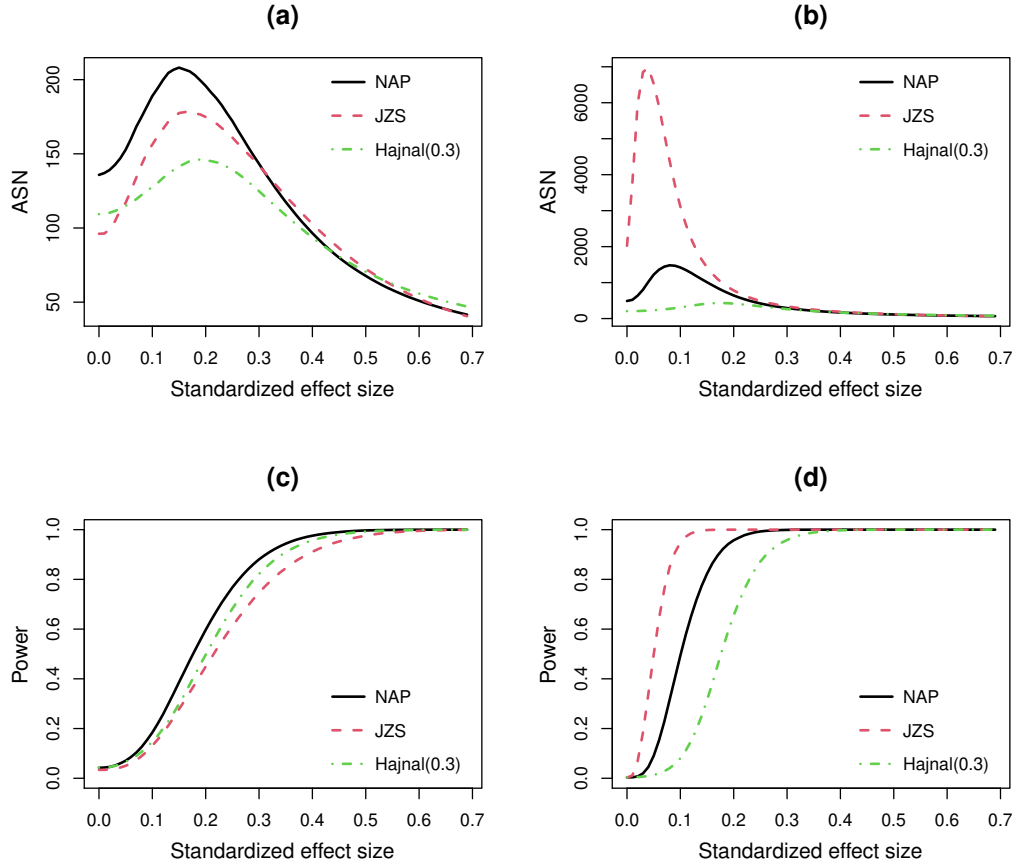 (a)
ASN
50
100
150
200
0.0 0.1 0.2 0.3 0.4 0.5 0.6 0.7
Standardized effect size
NAP
JZS
Hajnal(0.3)
(b)
ASN
0
2000
4000
6000
0.0 0.1 0.2 0.3 0.4 0.5 0.6 0.7
Standardized effect size
NAP
JZS
Hajnal(0.3)
(c)
Power
0.0
0.2
0.4
0.6
0.8
1.0
0.0 0.1 0.2 0.3 0.4 0.5 0.6 0.7
Standardized effect size
NAP
JZS
Hajnal(0.3)
(d)
Power
0.0
0.2
0.4
0.6
0.8
1.0
0.0 0.1 0.2 0.3 0.4 0.5 0.6 0.7
Standardized effect size
NAP
JZS
Hajnal(0.3)